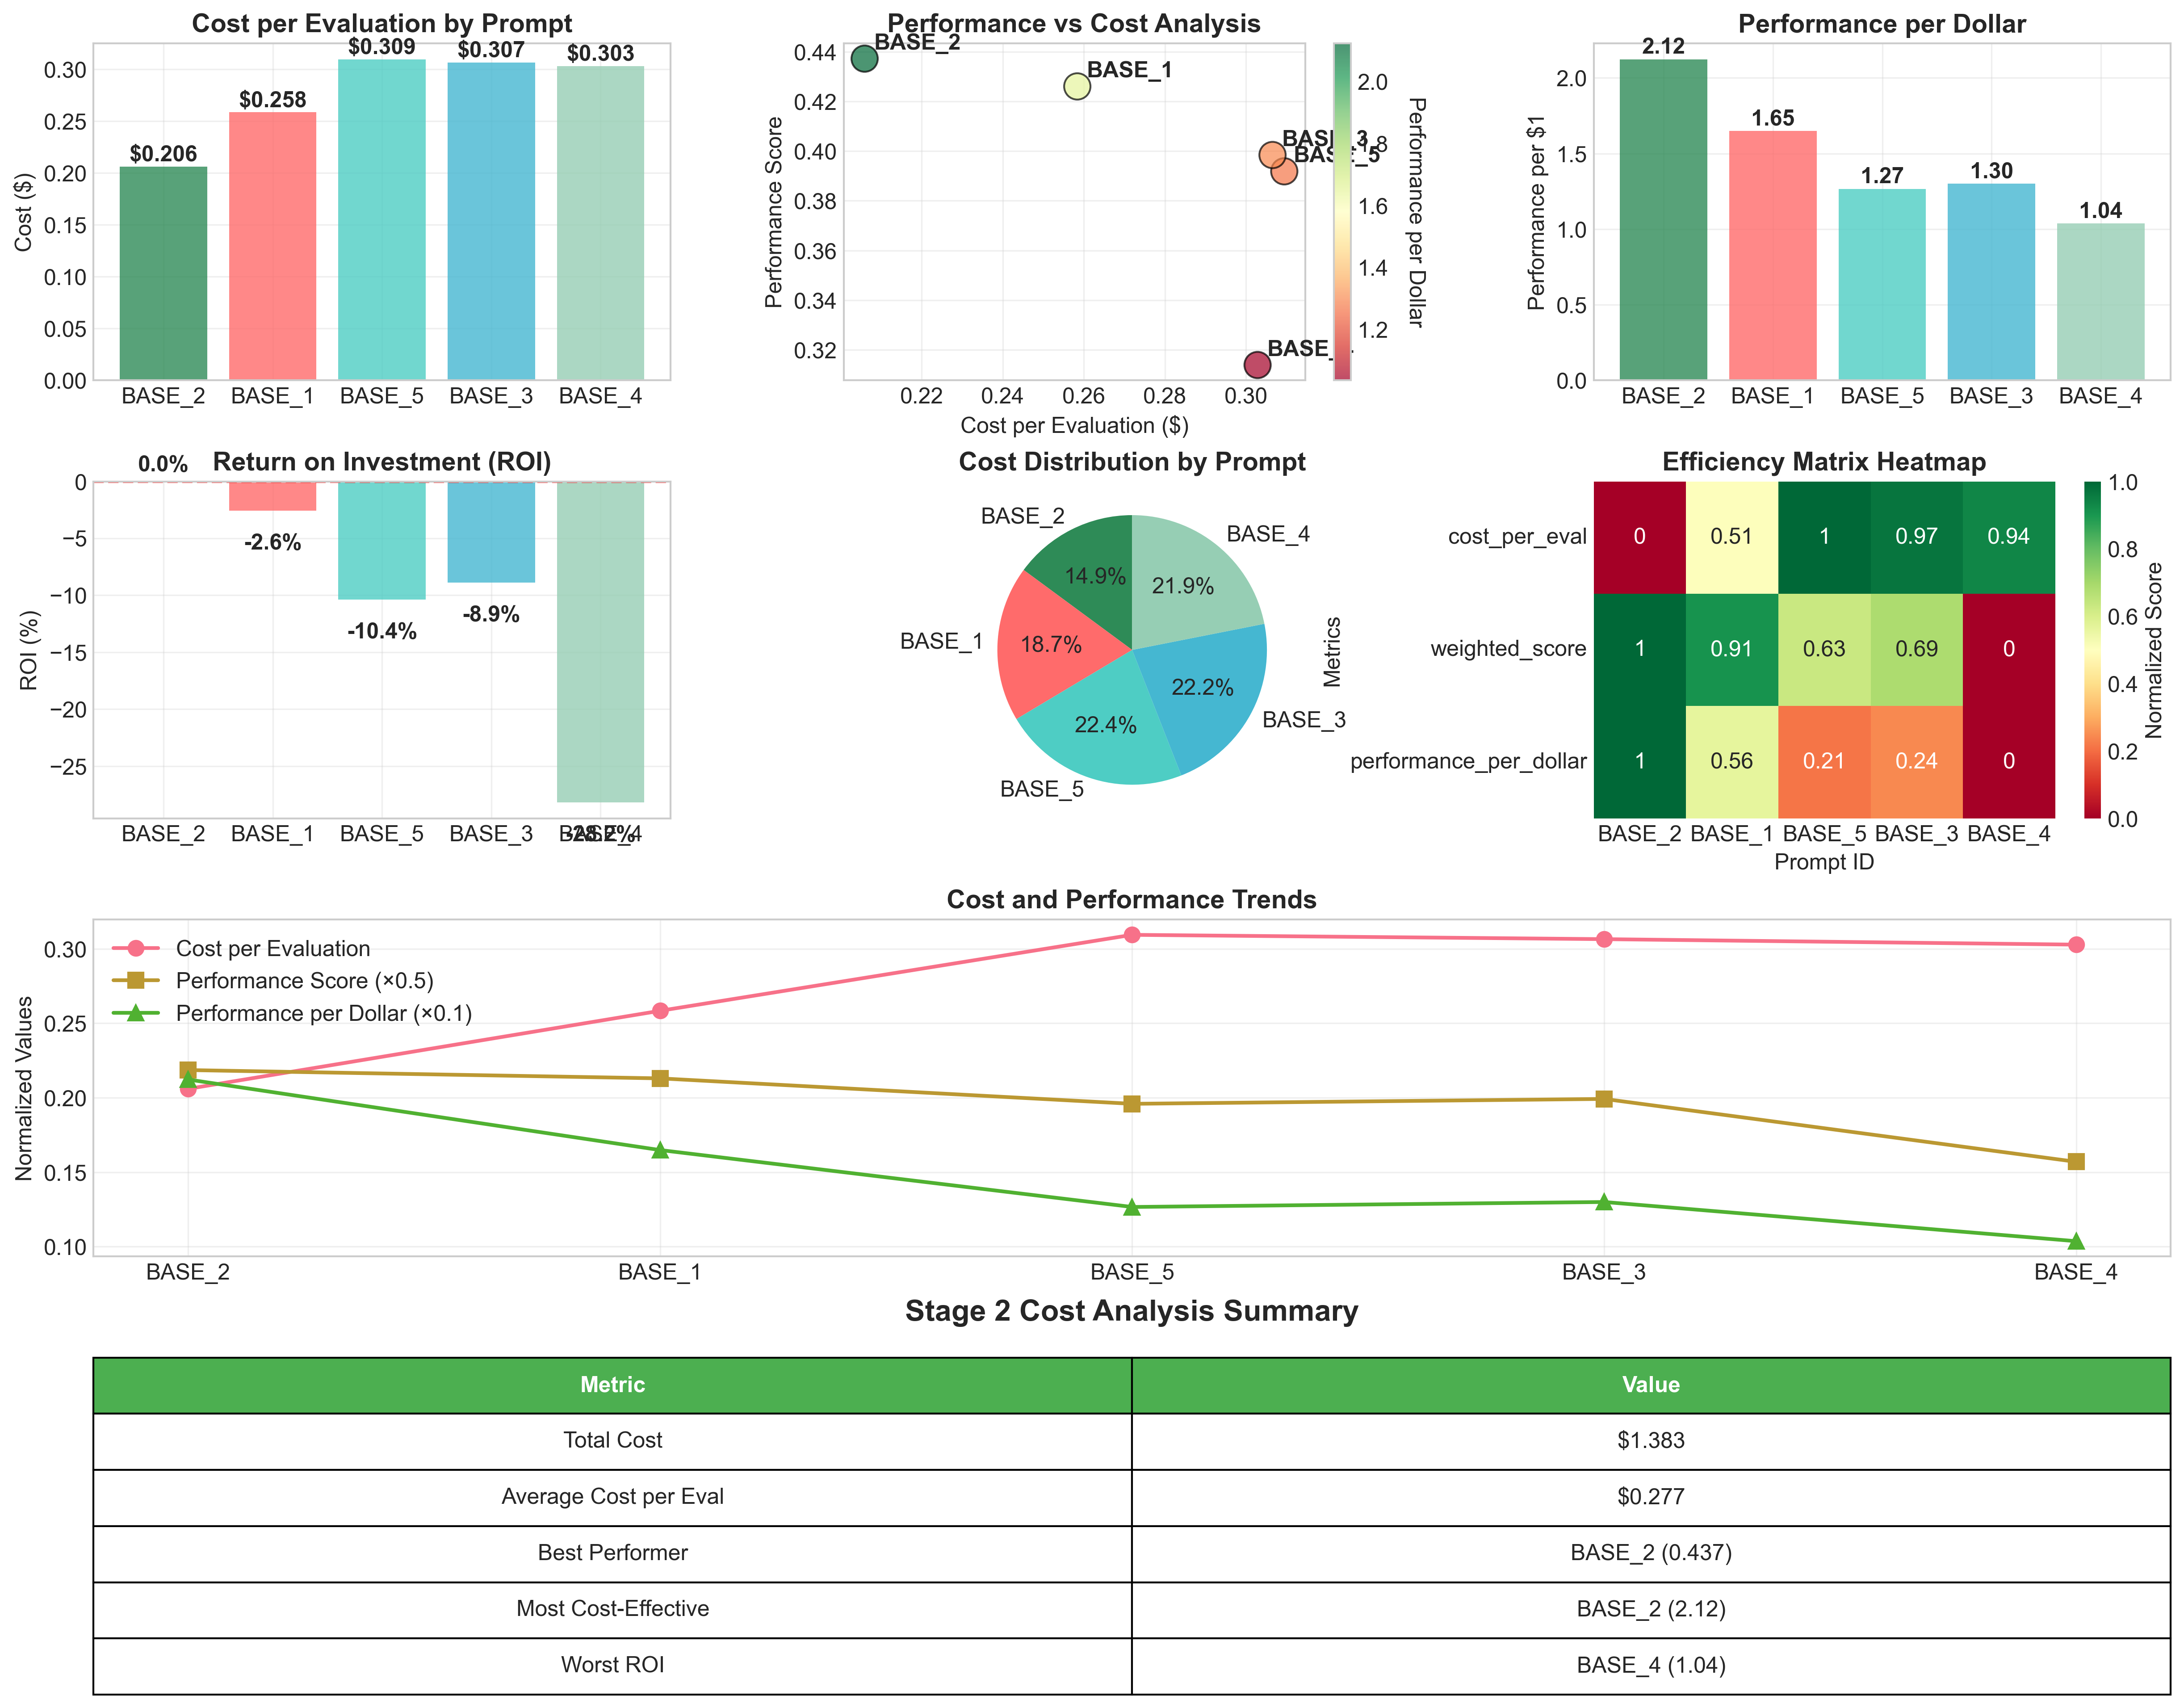 Cost per Evaluation by Prompt
Cost ($)
0.30
0.25
0.20
0.15
0.10
0.05
0.00
$0.206
$0.258
$0.309
$0.307
$0.303
BASE_2
BASE_1
BASE_5
BASE_3
BASE_4
Performance vs Cost Analysis
Performance Score
0.44
0.42
0.40
0.38
0.36
0.34
0.32
BASE_2
BASE_1
BASE_3
BASE_5
BASE_
0.22
0.24
0.26
0.28
0.30
Cost per Evaluation ($)
2.0
1.8
1.6
1.4
1.2
Performance per Dollar
Performance per Dollar
Performance per $1
2.0
1.5
1.0
0.5
0.0
2.12
1.65
1.27
1.30
1.04
BASE_2
BASE_1
BASE_5
BASE_3
BASE_4
Return on Investment (ROI)
ROI (%)
0
−5
−10
−15
−20
−25
0.0%
-2.6%
-10.4%
-8.9%
-28.2%
BASE_2
BASE_1
BASE_5
BASE_3
BASE_4
Cost Distribution by Prompt
BASE_2
14.9%
BASE_1
18.7%
BASE_5
22.4%
BASE_3
22.2%
BASE_4
21.9%
Efficiency Matrix Heatmap
Metrics
cost_per_eval
0 0.51 1 0.97 0.94
weighted_score
1 0.91 0.63 0.69 0
performance_per_dollar
1 0.56 0.21 0.24 0
BASE_2
BASE_1
BASE_5
BASE_3
BASE_4
Prompt ID
1.0
0.8
0.6
0.4
0.2
0.0
Normalized Score
Cost and Performance Trends
Normalized Values
0.30
0.25
0.20
0.15
0.10
Cost per Evaluation
Performance Score (×0.5)
Performance per Dollar (×0.1)
BASE_2
BASE_1
BASE_5
BASE_3
BASE_4
Stage 2 Cost Analysis Summary
Metric Value
Total Cost $1.383
Average Cost per Eval $0.277
Best Performer BASE_2 (0.437)
Most Cost-Effective BASE_2 (2.12)
Worst ROI BASE_4 (1.04)